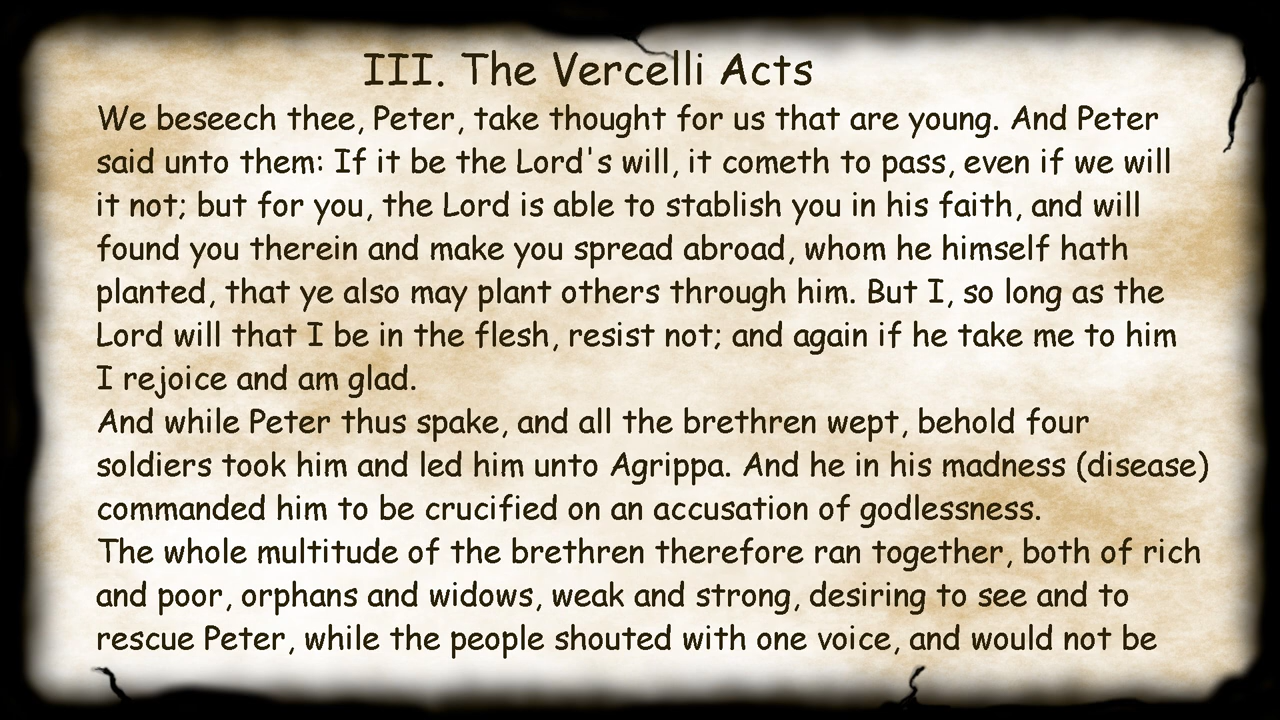 III. The Vercelli Acts
We beseech thee, Peter, take thought for us that are young. And Peter
said unto them: If it be the Lord's will, it cometh to pass, even if we will
it not; but for you, the Lord is able to stablish you in his faith, and will
found you therein and make you spread abroad, whom he himself hath
planted, that ye also may plant others through him. But I, so long as the
Lord will that I be in the flesh, resist not; and again if he take me to him
I rejoice and am glad.
And while Peter thus spake, and all the brethren wept, behold four
soldiers took him and led him unto Agrippa. And he in his madness (disease)
commanded him to be crucified on an accusation of godlessness.
The whole multitude of the brethren therefore ran together, both of rich
and poor, orphans and widows, weak and strong, desiring to see and to
rescue Peter, while the people shouted with one voice, and would not be